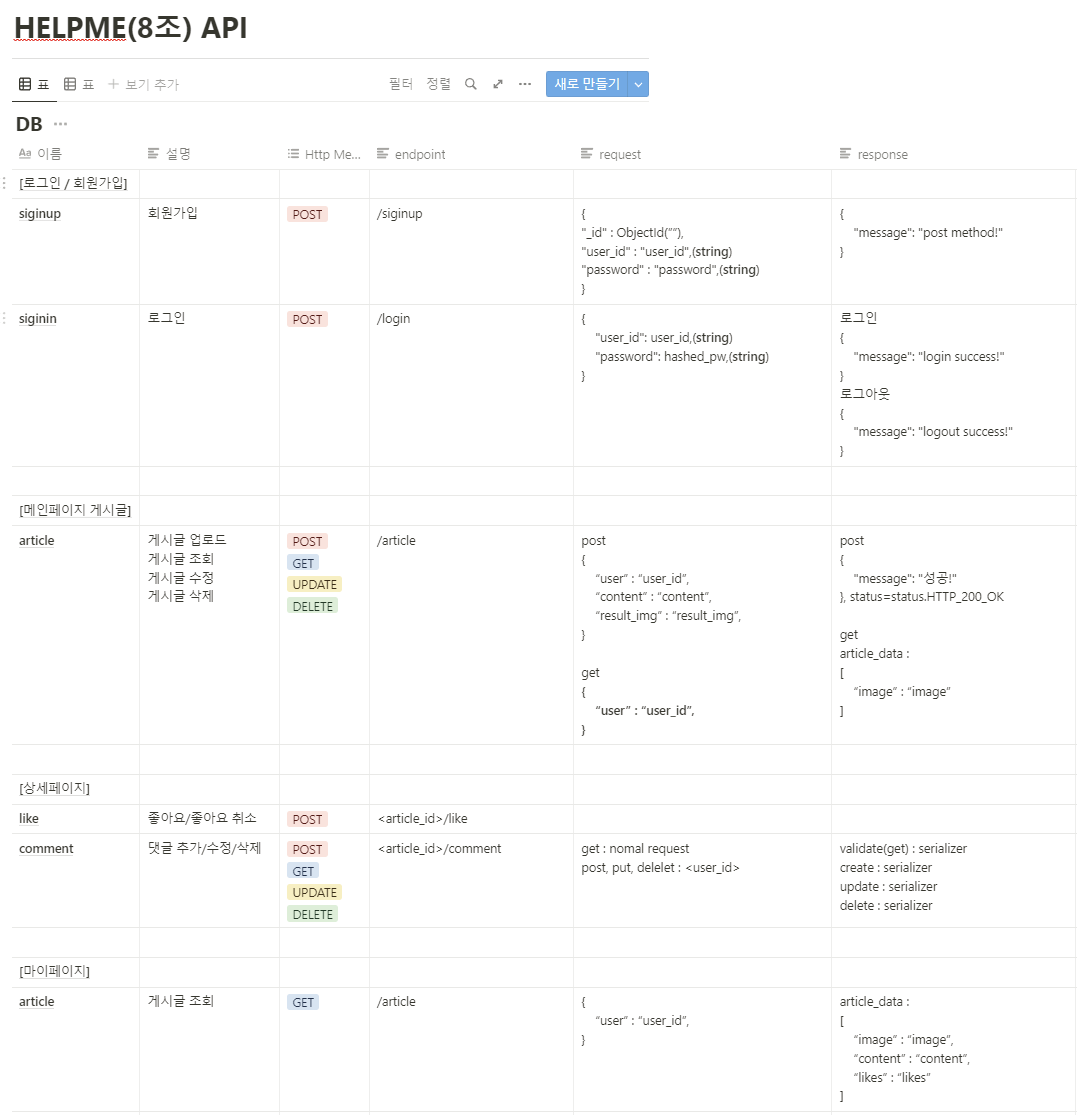 HELPME(8조) API
표 표 보기 추가 필터 정렬 새로 만들기
DB
Aa 이름 설명 Http Me... endpoint request response
[로그인 / 회원가입]
siginup 회원가입 POST /siginup
{
"_id" : ObjectId(""),
"user_id" : "user_id",(string)
"password" : "password",(string)
}
{
"message": "post method!"
}
siginin 로그인 POST /login
{
"user_id": user_id,(string)
"password": hashed_pw,(string)
}
로그인
{
"message": "login success!"
}
로그아웃
{
"message": "logout success!"
}
[메인페이지 게시글]
article
게시글 업로드
게시글 조회
게시글 수정
게시글 삭제
POST
GET
UPDATE
DELETE
/article
post
{
“user” : “user_id”,
“content” : “content”,
“result_img” : “result_img”,
}
get
{
“user” : “user_id”,
}
post
{
"message": "성공!"
}, status=status.HTTP_200_OK
get
article_data :
[
“image” : “image”
]
[상세페이지]
like 좋아요/좋아요 취소 POST <article_id>/like
comment 댓글 추가/수정/삭제
POST
GET
UPDATE
DELETE
<article_id>/comment
get : nomal request
post, put, delelet : <user_id>
validate(get) : serializer
create : serializer
update : serializer
delete : serializer
[마이페이지]
article 게시글 조회 GET /article
{
“user” : “user_id”,
}
article_data :
[
“image” : “image”,
“content” : “content”,
“likes” : “likes”
]